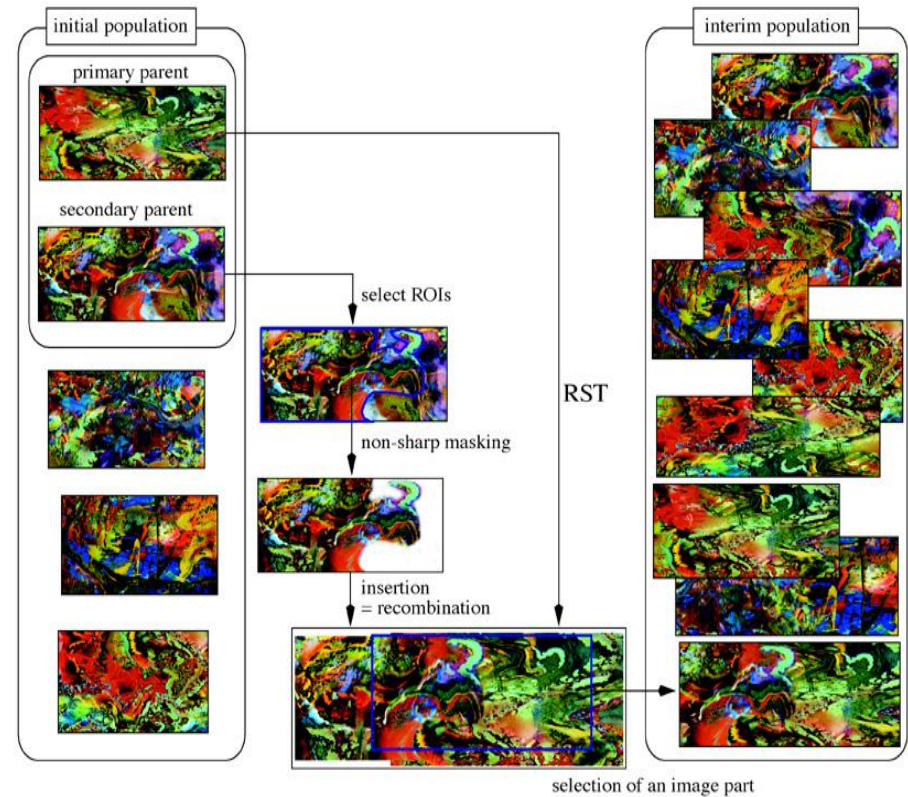 initial population
primary parent
secondary parent
select ROIs
non-sharp masking
insertion
= recombination
RST
selection of an image part
interim population